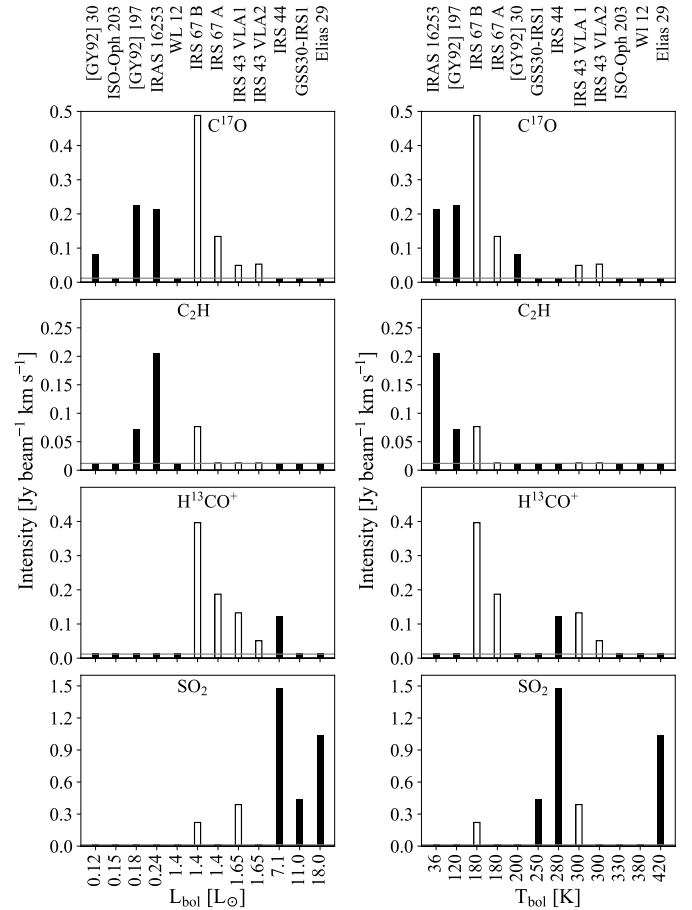 [GY92] 30
ISO-Oph 203
[GY92] 197
IRAS 16253
WL 12
IRS 67 B
IRS 67 A
IRS 43 VLA1
IRS 43 VLA2
IRS 44
GSS30-IRS1
Elias 29
IRAS 16253
[GY92] 197
IRS 67 B
IRS 67 A
[GY92] 30
GSS30-IRS1
IRS 44
IRS 43 VLA 1
IRS 43 VLA2
ISO-Oph 203
Wl 12
Elias 29
C¹⁷O
0.5
0.4
0.3
0.2
0.1
0.0
C¹⁷O
0.5
0.4
0.3
0.2
0.1
0.0
C₂H
0.25
0.2
0.15
0.1
0.05
0
C₂H
0.25
0.2
0.15
0.1
0.05
0
Intensity [Jy beam⁻¹ km s⁻¹]
Intensity [Jy beam⁻¹ km s⁻¹]
H¹³CO⁺
0.4
0.2
0.1
0.0
H¹³CO⁺
0.4
0.2
0.1
0.0
SO₂
1.5
1.2
0.9
0.6
0.3
0.0
SO₂
1.5
1.2
0.9
0.6
0.3
0.0
0.12
0.15
0.18
0.24
1.4
1.4
1.4
1.65
1.65
7.1
11.0
18.0
36
120
180
180
200
250
280
300
300
330
380
420
L_bol [L⊙]
T_bol [K]